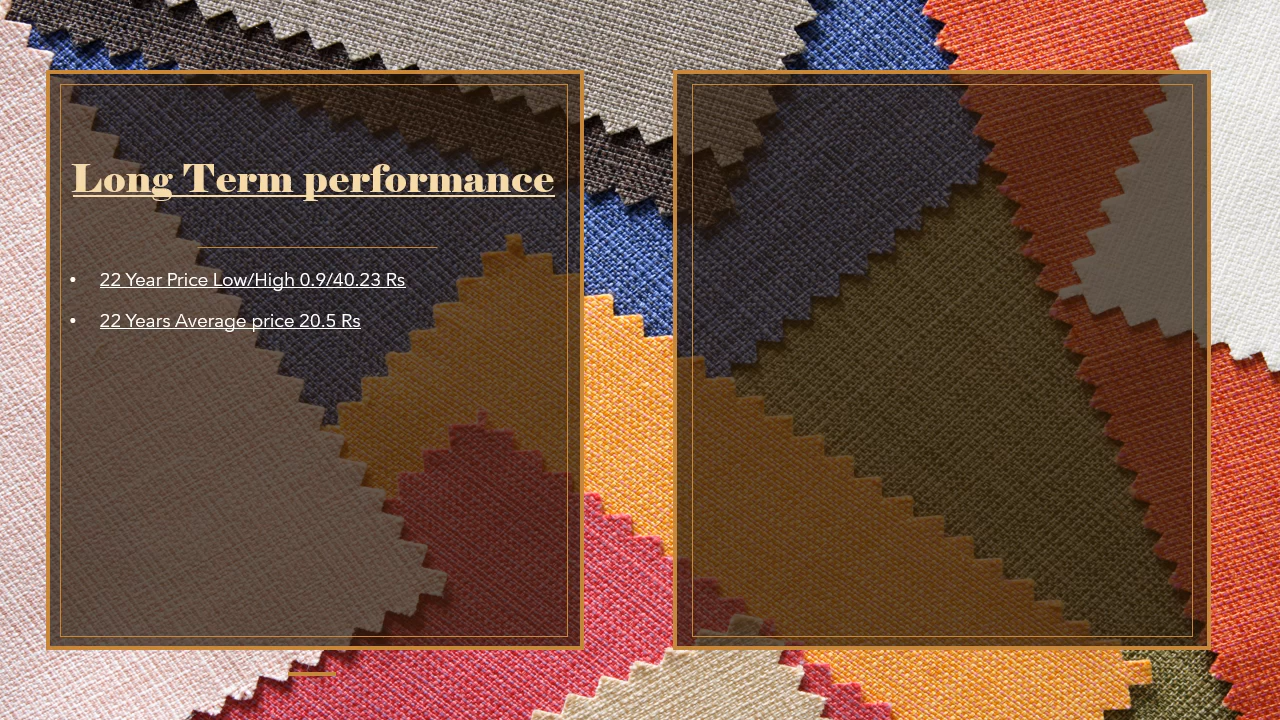 Long Term performance
• 22 Year Price Low/High 0.9/40.23 Rs
• 22 Years Average price 20.5 Rs